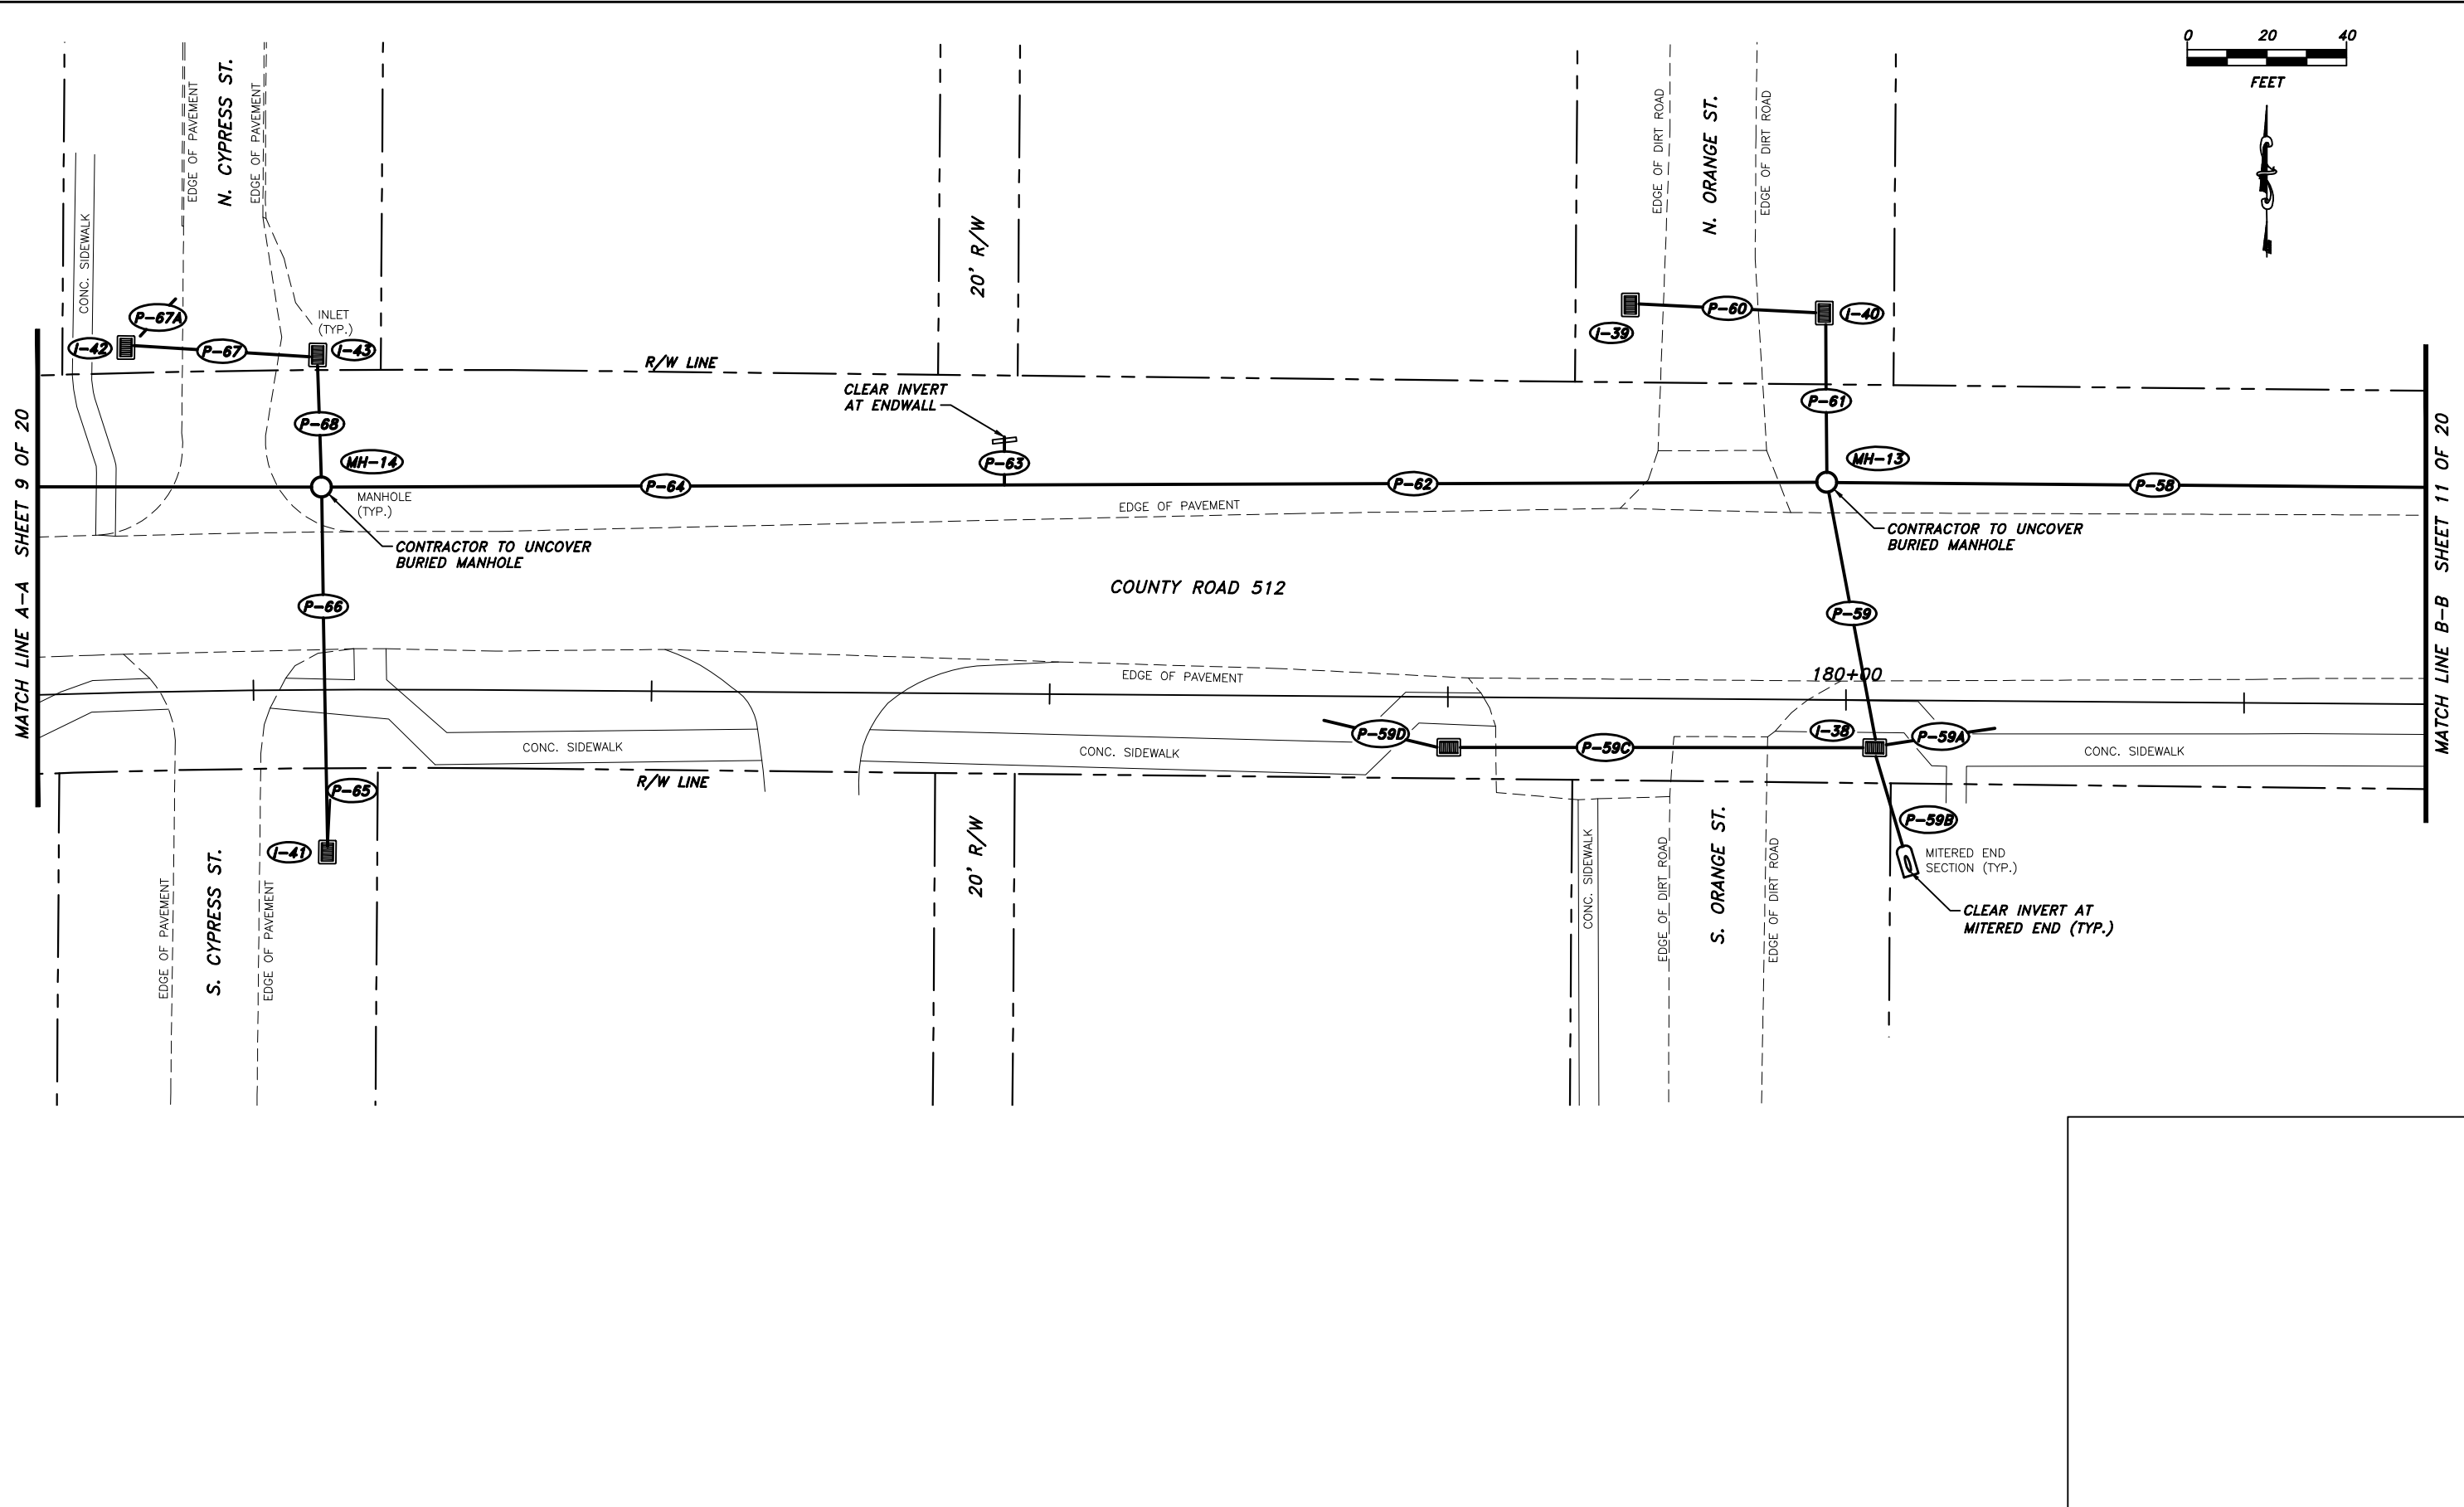 0 20 40
FEET
N. CYPRESS ST.
EDGE OF PAVEMENT
EDGE OF PAVEMENT
CONC. SIDEWALK
20' R/W
N. ORANGE ST.
EDGE OF DIRT ROAD
EDGE OF DIRT ROAD
P-67A
INLET
(TYP.)
I-42
P-67
I-43
P-60
I-40
I-39
R/W LINE
CLEAR INVERT
AT ENDWALL
P-61
P-68
MH-14
P-63
MH-13
P-64
P-62
P-58
MANHOLE
(TYP.)
EDGE OF PAVEMENT
CONTRACTOR TO UNCOVER
BURIED MANHOLE
CONTRACTOR TO UNCOVER
BURIED MANHOLE
MATCH LINE A-A SHEET 9 OF 20
MATCH LINE B-B SHEET 11 OF 20
COUNTY ROAD 512
P-66
P-59
EDGE OF PAVEMENT
180+00
I-38
P-59A
P-59D
P-59C
CONC. SIDEWALK
CONC. SIDEWALK
CONC. SIDEWALK
R/W LINE
P-65
P-59B
I-41
MITERED END
SECTION (TYP.)
CLEAR INVERT AT
MITERED END (TYP.)
S. CYPRESS ST.
EDGE OF PAVEMENT
EDGE OF PAVEMENT
20' R/W
CONC. SIDEWALK
S. ORANGE ST.
EDGE OF DIRT ROAD
EDGE OF DIRT ROAD